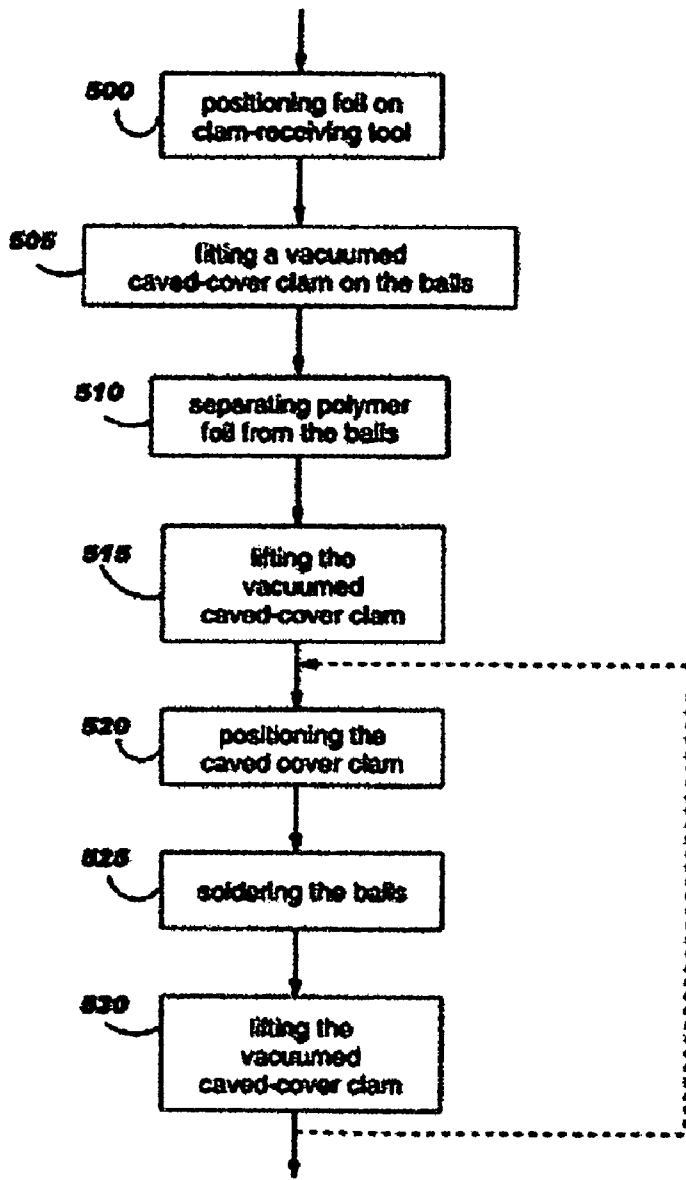 500
positioning foil on
clam-receiving tool
505
fitting a vacuumed
caved-cover clam on the balls
510
separating polymer
foil from the balls
515
lifting the
vacuumed
caved-cover clam
520
positioning the
caved cover clam
525
soldering the balls
530
lifting the
vacuumed
caved-cover clam